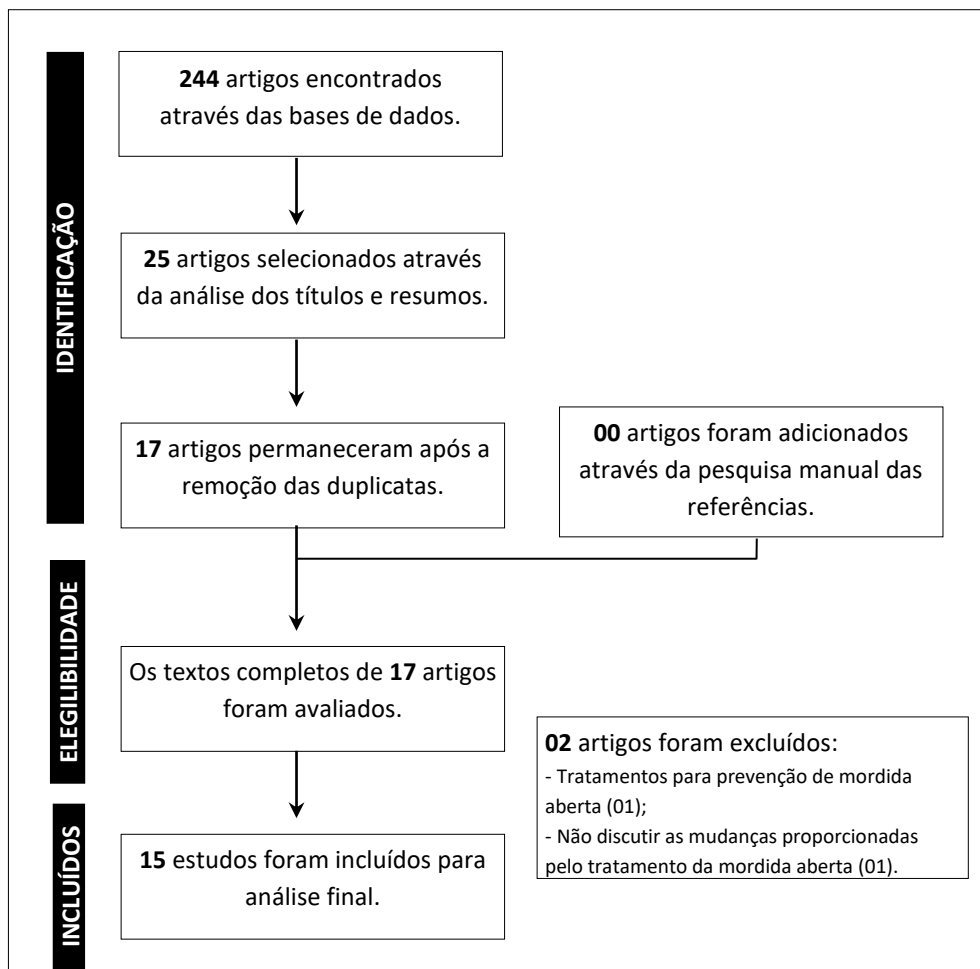 IDENTIFICAÇÃO
244 artigos encontrados
através das bases de dados.
25 artigos selecionados através
da análise dos títulos e resumos.
17 artigos permaneceram após a
remoção das duplicatas.
00 artigos foram adicionados
através da pesquisa manual das
referências.
ELEGIBILIDADE
Os textos completos de 17 artigos
foram avaliados.
02 artigos foram excluídos:
- Tratamentos para prevenção de mordida
aberta (01);
- Não discutir as mudanças proporcionadas
pelo tratamento da mordida aberta (01).
INCLUÍDOS
15 estudos foram incluídos para
análise final.